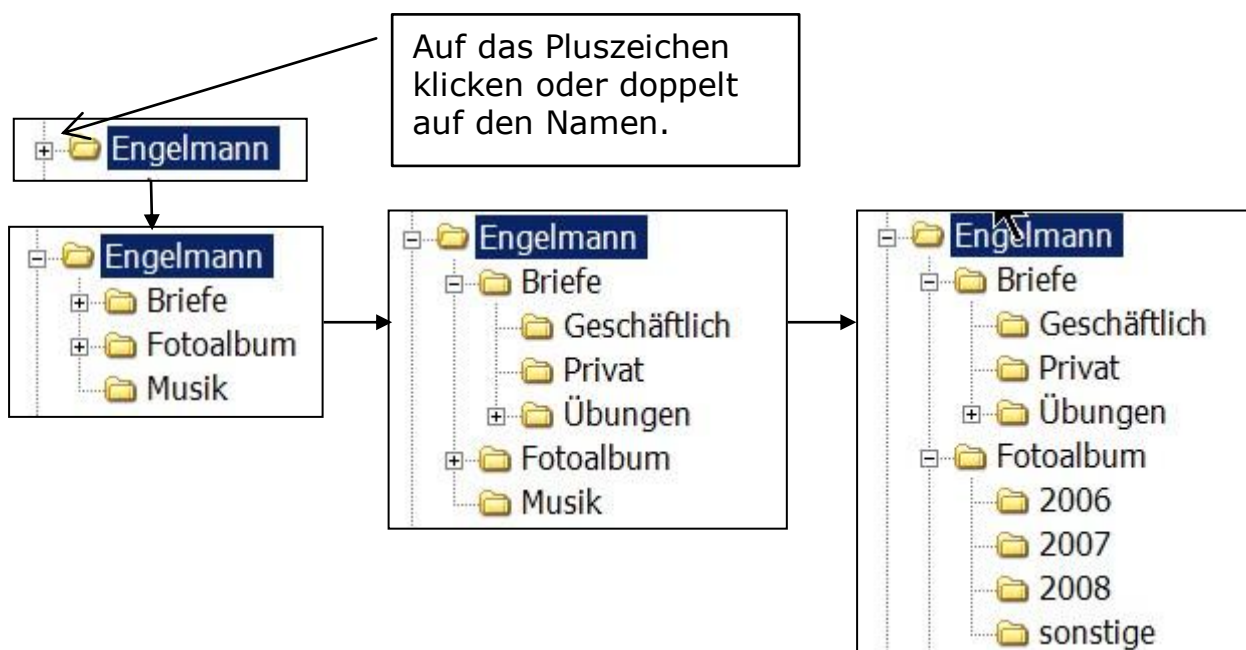 Auf das Pluszeichen
klicken oder doppelt
auf den Namen.
Engelmann
Engelmann
Briefe
Fotoalbum
Musik
Engelmann
Briefe
Geschäftlich
Privat
Übungen
Fotoalbum
Musik
Engelmann
Briefe
Geschäftlich
Privat
Übungen
Fotoalbum
2006
2007
2008
sonstige